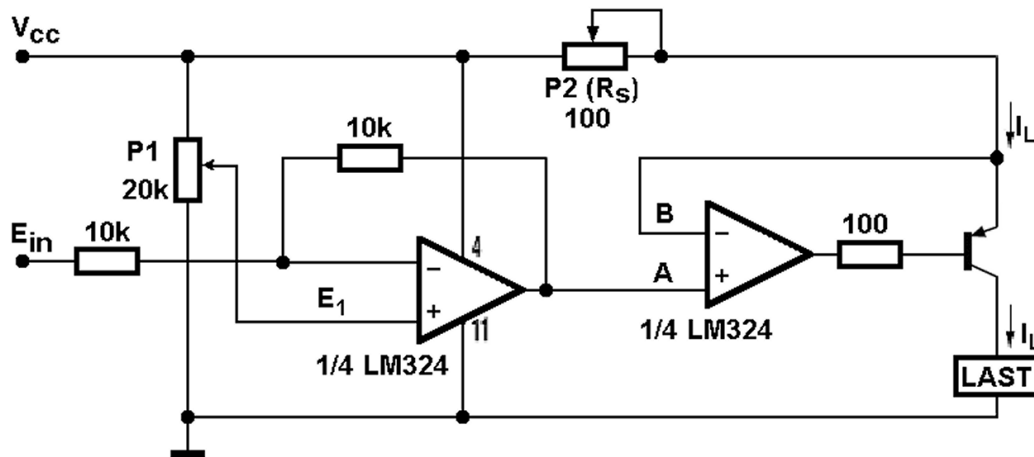 Vcc
P2 (Rs)
100
10k
P1
20k
IL
Ein
10k
4
B
100
−
−
E1
+
A
+
11
1/4 LM324
1/4 LM324
IL
LAST